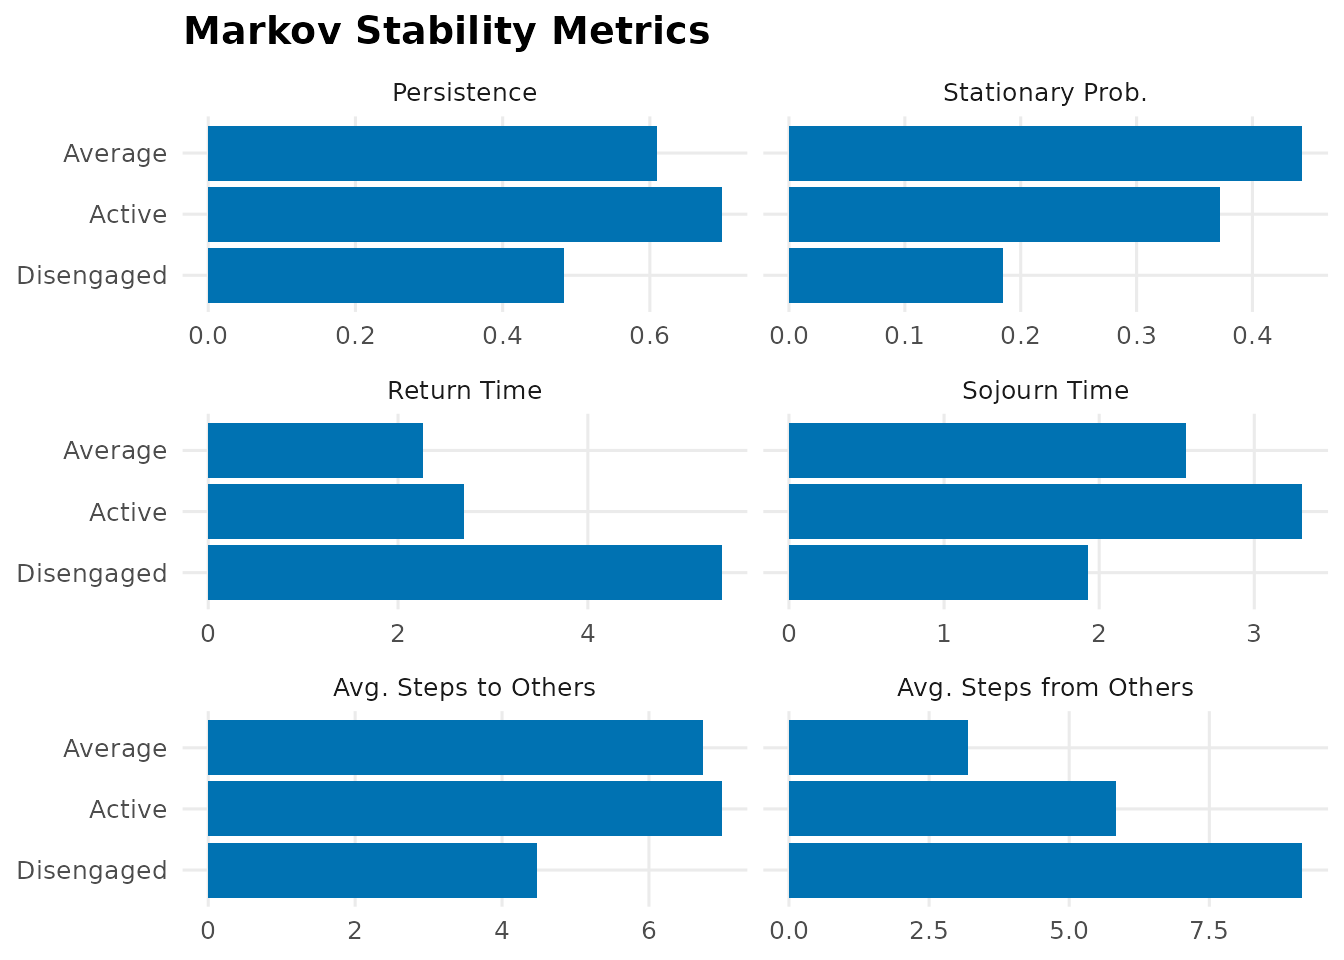 Markov Stability Metrics
Persistence
Stationary Prob.
Average
Active
Disengaged
0.0 0.2 0.4 0.6
0.0 0.1 0.2 0.3 0.4
Return Time
Sojourn Time
Average
Active
Disengaged
0 2 4
0 1 2 3
Avg. Steps to Others
Avg. Steps from Others
Average
Active
Disengaged
0 2 4 6
0.0 2.5 5.0 7.5